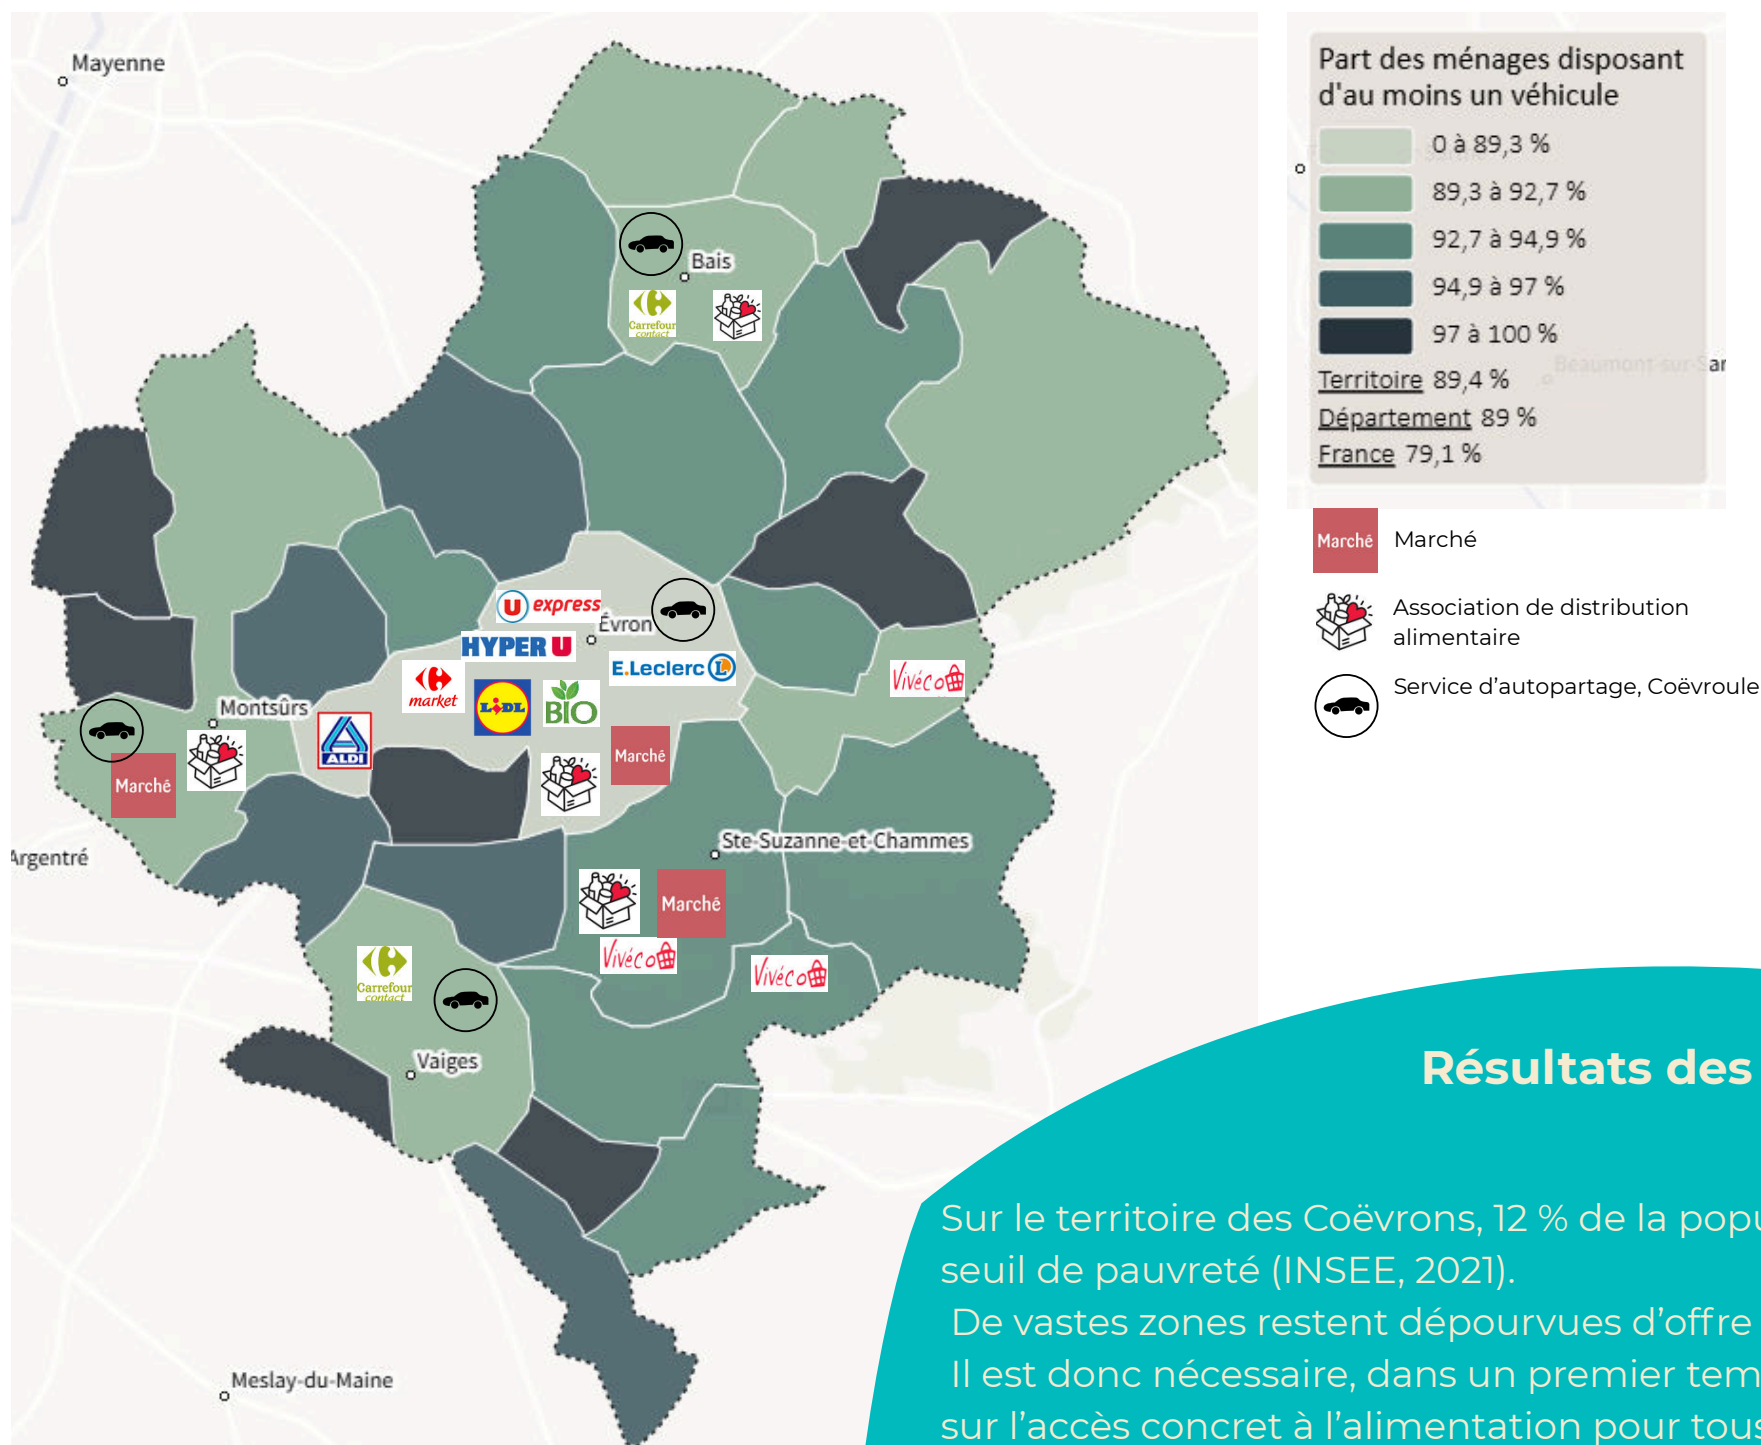 Mayenne
Bais
Carrefour
contact
U express
Évron
HYPER U
E.Leclerc L
Carrefour
market
LiDL
BIO
Vivéco
Montsûrs
ALDI
Marché
Marché
Argentré
Ste-Suzanne-et-Chammes
Marché
Vivéco
Vivéco
Carrefour
contact
Vaiges
Meslay-du-Maine
Part des ménages disposant
d'au moins un véhicule
0 à 89,3 %
89,3 à 92,7 %
92,7 à 94,9 %
94,9 à 97 %
97 à 100 %
Beaumont-sur-Sar
Territoire 89,4 %
Département 89 %
France 79,1 %
Marché Marché
Association de distribution
alimentaire
Service d’autopartage, Coëvroule
Résultats des
Sur le territoire des Coëvrons, 12 % de la popu
seuil de pauvreté (INSEE, 2021).
De vastes zones restent dépourvues d’offre
Il est donc nécessaire, dans un premier tem
sur l’accès concret à l’alimentation pour tous